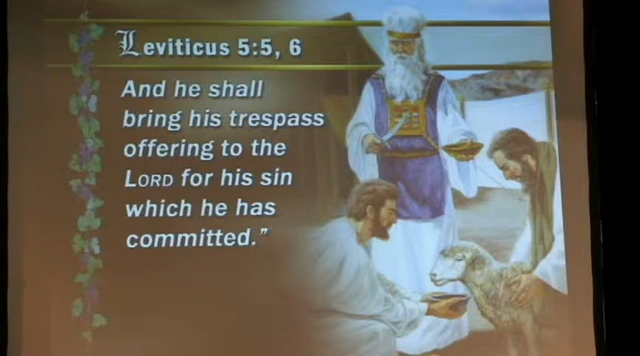 Leviticus 5:5, 6
And he shall
bring his trespass
offering to the
LORD for his sin
which he has
committed.”